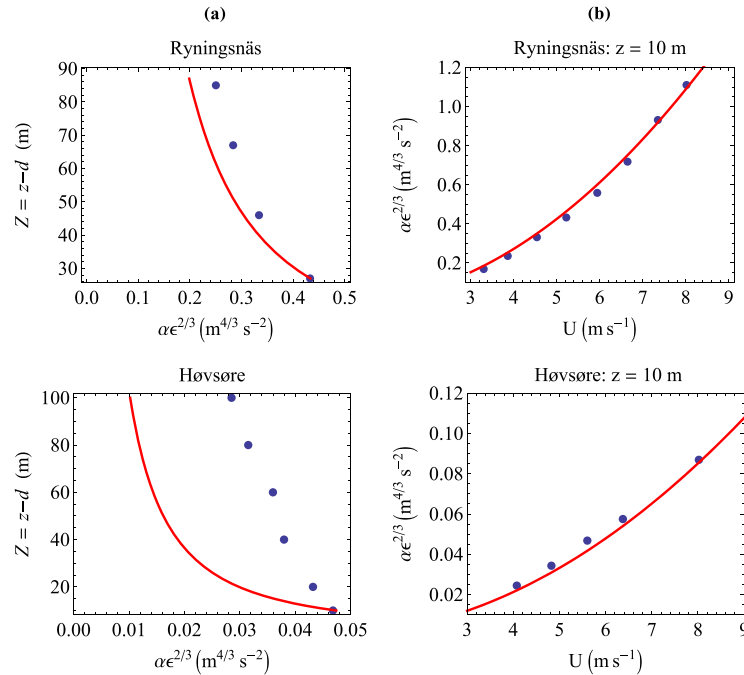 (a)
(b)
Ryningsnäs
Ryningsnäs: z = 10 m
90
80
70
60
50
40
30
Z = z−d (m)
0.0 0.1 0.2 0.3 0.4 0.5
αϵ^{2/3} (m^{4/3} s^{−2})
1.2
1.0
0.8
0.6
0.4
0.2
αϵ^{2/3} (m^{4/3} s^{−2})
3 4 5 6 7 8 9
U (m s^{−1})
Høvsøre
Høvsøre: z = 10 m
100
80
60
40
20
Z = z−d (m)
0.00 0.01 0.02 0.03 0.04 0.05
αϵ^{2/3} (m^{4/3} s^{−2})
0.12
0.10
0.08
0.06
0.04
0.02
αϵ^{2/3} (m^{4/3} s^{−2})
3 4 5 6 7 8 9
U (m s^{−1})